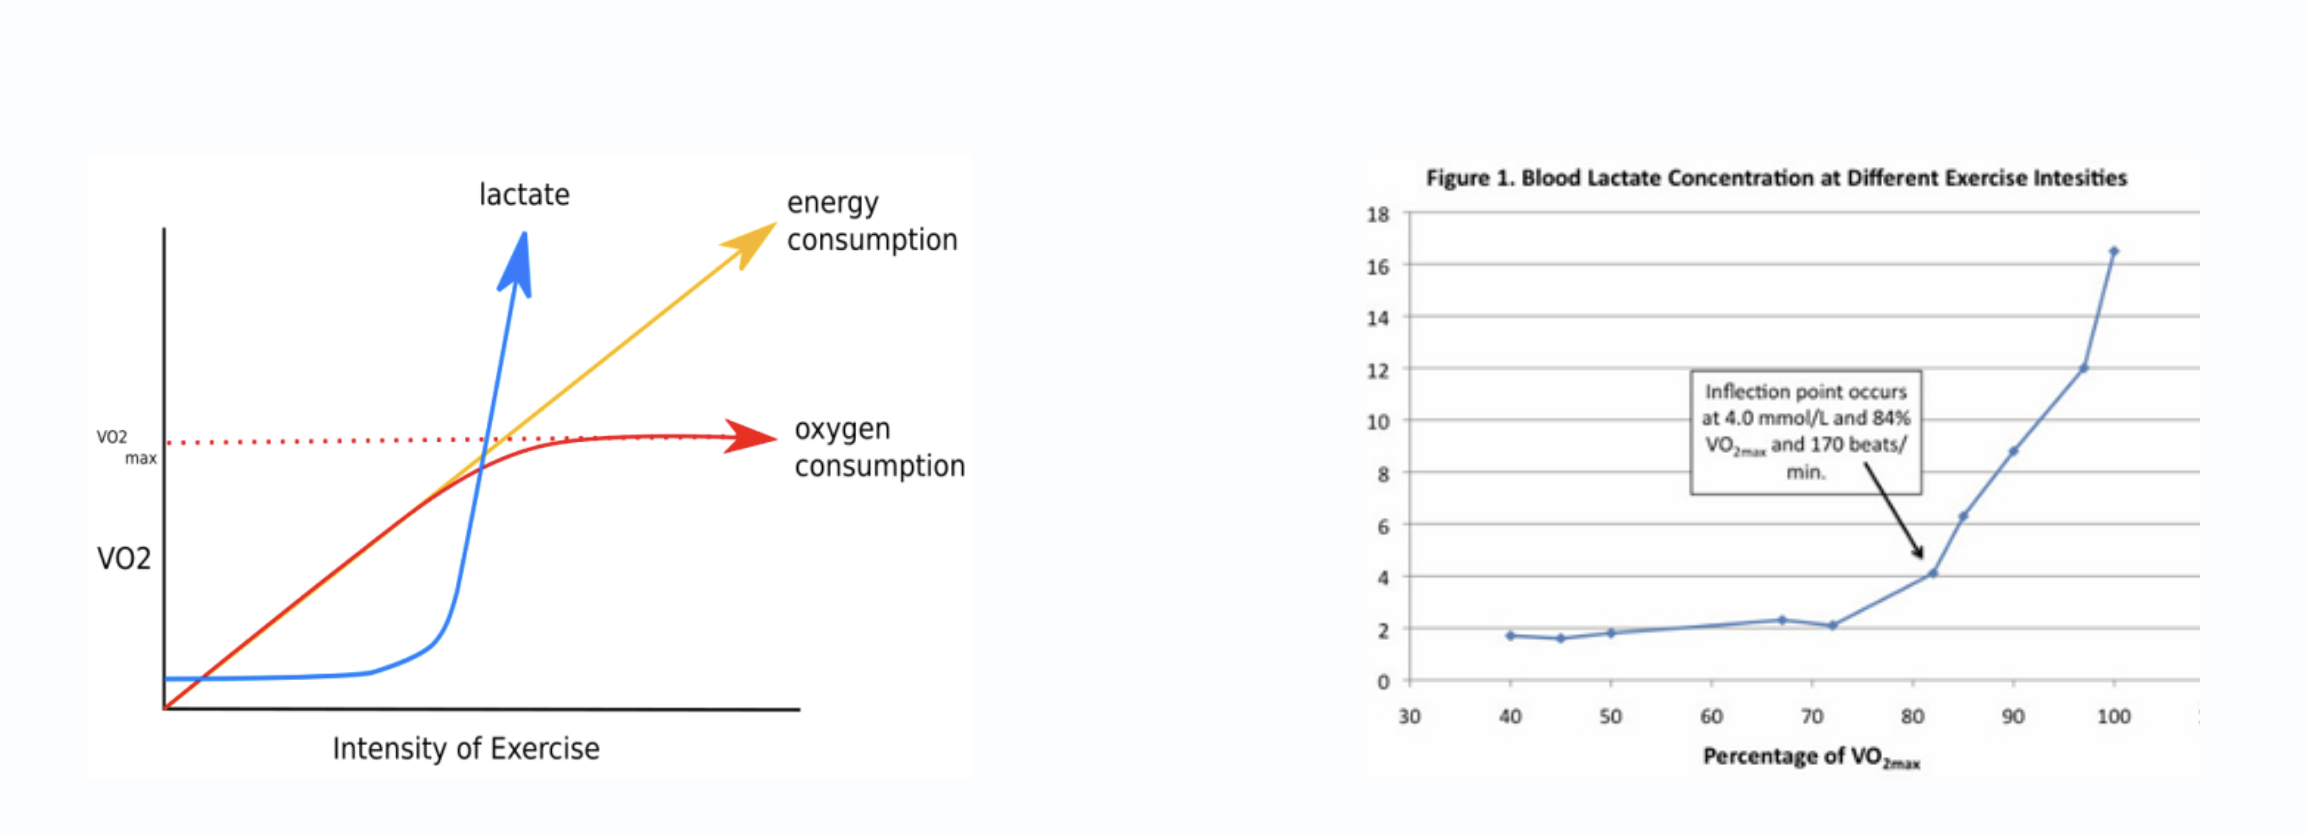 lactate
energy
consumption
VO2
max
oxygen
consumption
VO2
Intensity of Exercise
Figure 1. Blood Lactate Concentration at Different Exercise Intesities
18
16
14
12
10
8
6
4
2
0
Inflection point occurs
at 4.0 mmol/L and 84%
VO2max and 170 beats/
min.
30 40 50 60 70 80 90 100
Percentage of VO2max